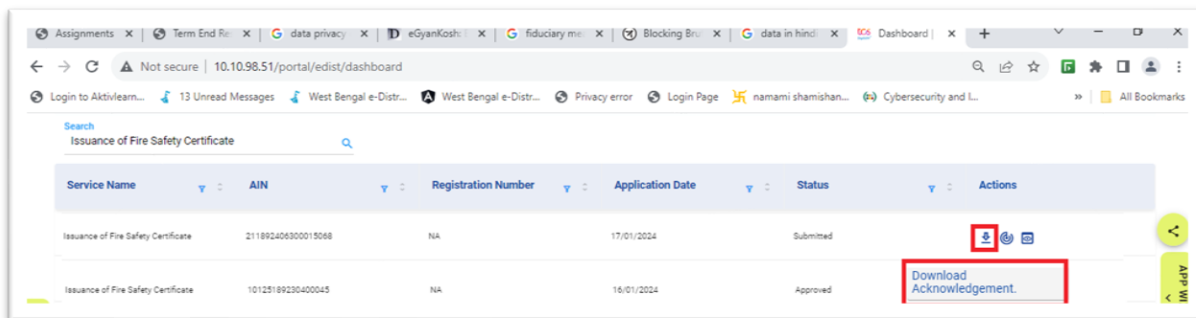 Assignments
Term End Re
data privacy
eGyanKosh:
fiduciary me
Blocking Bru
data in hindi
Dashboard |
Not secure | 10.10.98.51/portal/edist/dashboard
Login to Aktivlearn...
13 Unread Messages
West Bengal e-Distr...
West Bengal e-Distr...
Privacy error
Login Page
namami shamishan...
Cybersecurity and I...
»
All Bookmarks
Search
Issuance of Fire Safety Certificate
Service Name
AIN
Registration Number
Application Date
Status
Actions
Issuance of Fire Safety Certificate
211892406300015068
NA
17/01/2024
Submitted
Issuance of Fire Safety Certificate
10125189230400045
NA
16/01/2024
Approved
Download
Acknowledgement.
APP WI